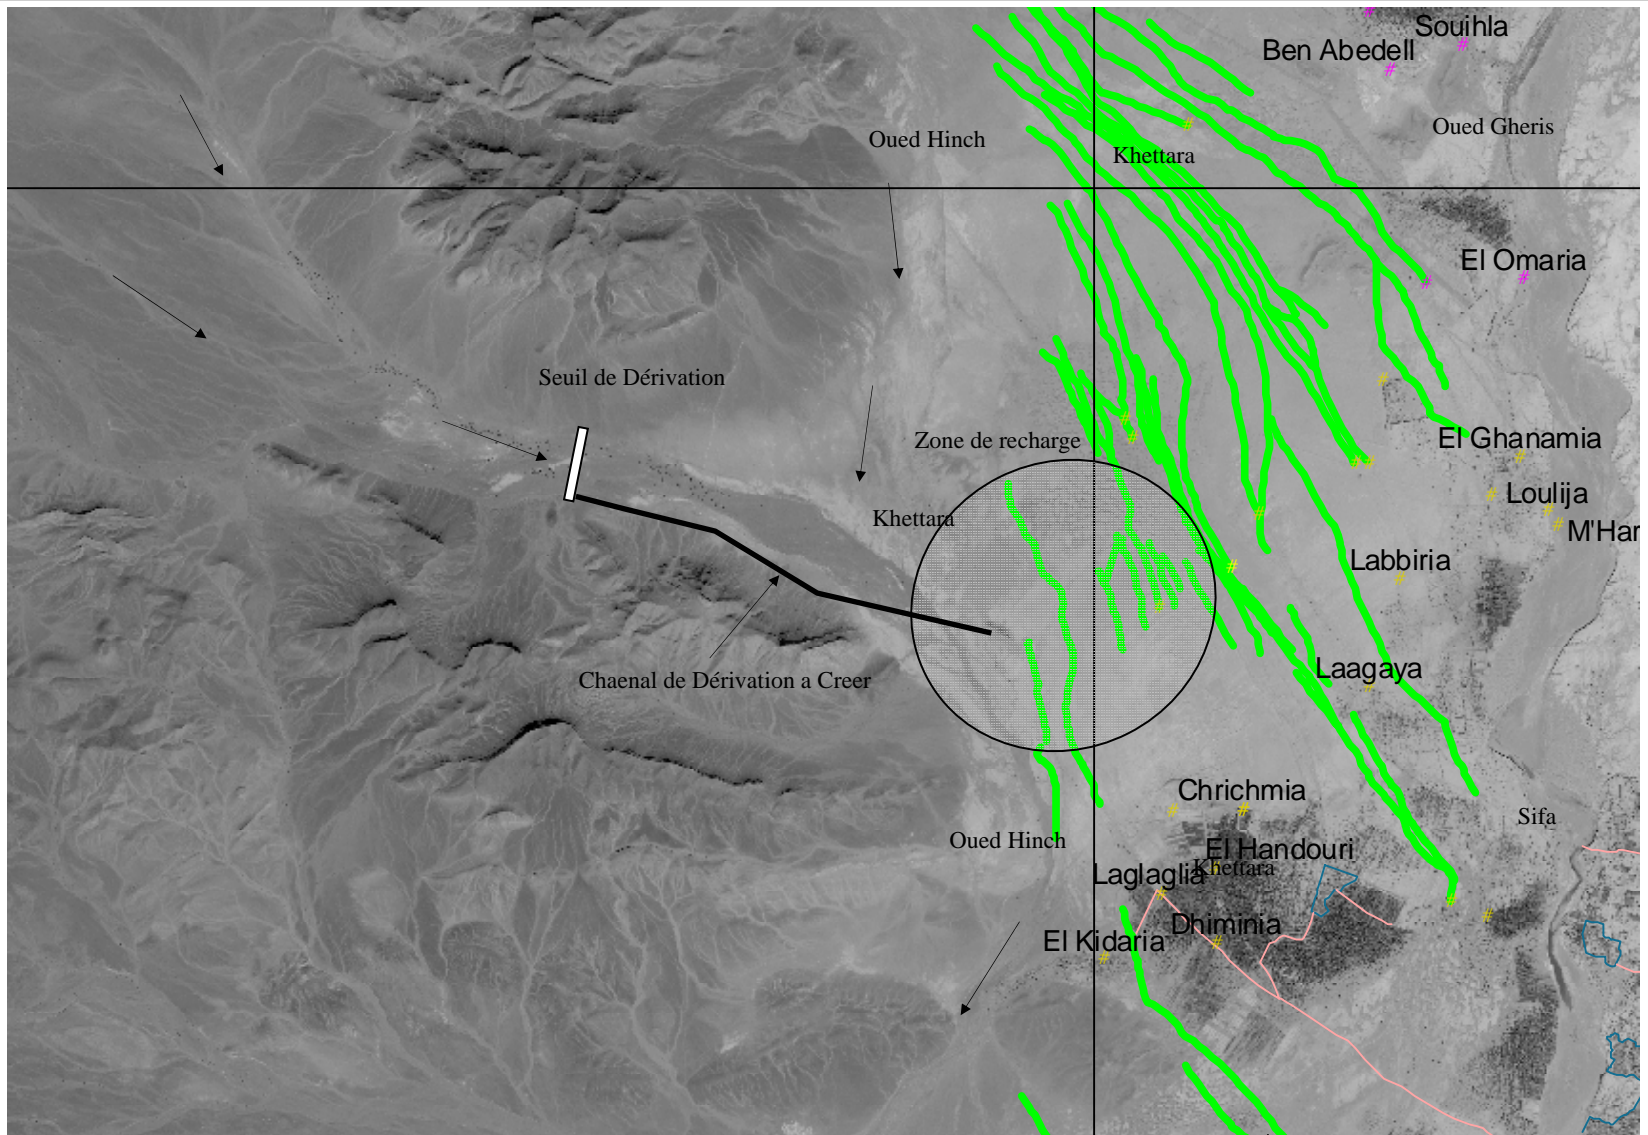 Souihla
Ben Abedell
Oued Gheris
Oued Hinch
Khettara
El Omaria
Seuil de Dérivation
Zone de recharge
El Ghanamia
Loulija
Khettara
M'Har
Labbiria
Laagaya
Chaenal de Dérivation a Creer
Chrichmia
Sifa
Oued Hinch
El Handouri
Khettara
Laglaglia
Dhiminia
El Kidaria